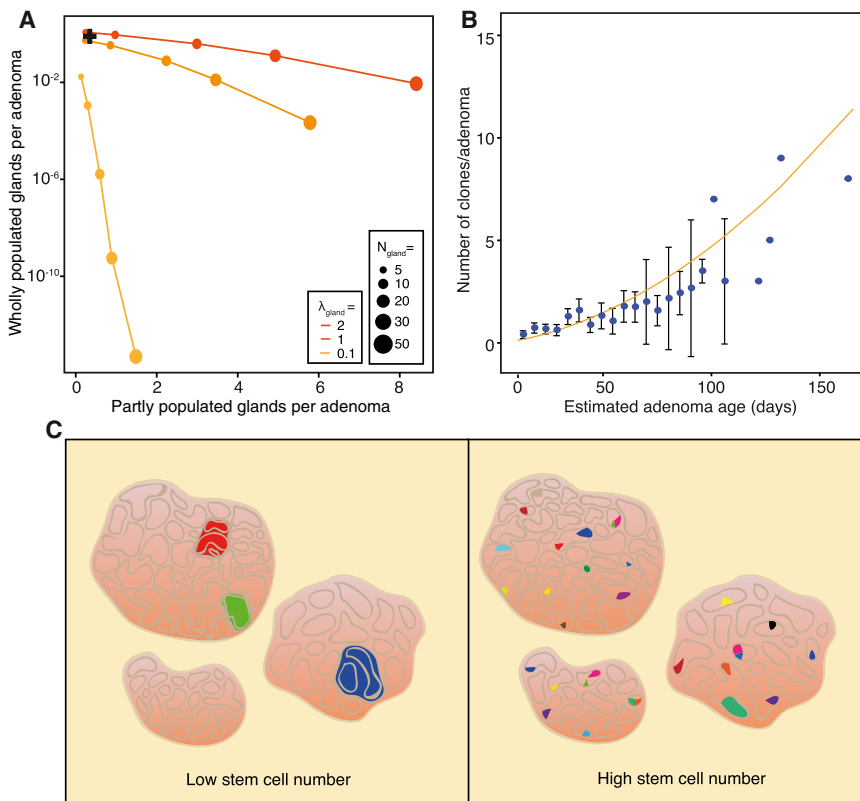 A
Wholly populated glands per adenoma
10-2
10-6
10-10
0
2
4
6
8
Partly populated glands per adenoma
λgland=
2
1
0.1
Ngland=
5
10
20
30
50
B
Number of clones/adenoma
15
10
5
0
0
50
100
150
Estimated adenoma age (days)
C
Low stem cell number
High stem cell number